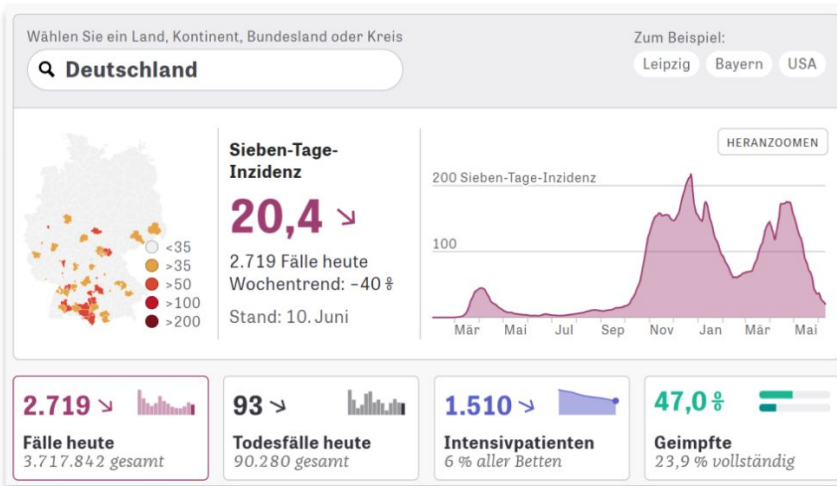 Wählen Sie ein Land, Kontinent, Bundesland oder Kreis
Deutschland
Zum Beispiel:
Leipzig Bayern USA
<35
>35
>50
>100
>200
Sieben-Tage-
Inzidenz
20,4 ↘
2.719 Fälle heute
Wochentrend: −40 %
Stand: 10. Juni
HERANZOOMEN
200 Sieben-Tage-Inzidenz
100
Mär Mai Jul Sep Nov Jan Mär Mai
2.719 ↘
Fälle heute
3.717.842 gesamt
93 ↘
Todesfälle heute
90.280 gesamt
1.510 ↘
Intensivpatienten
6 % aller Betten
47,0 %
Geimpfte
23,9 % vollständig